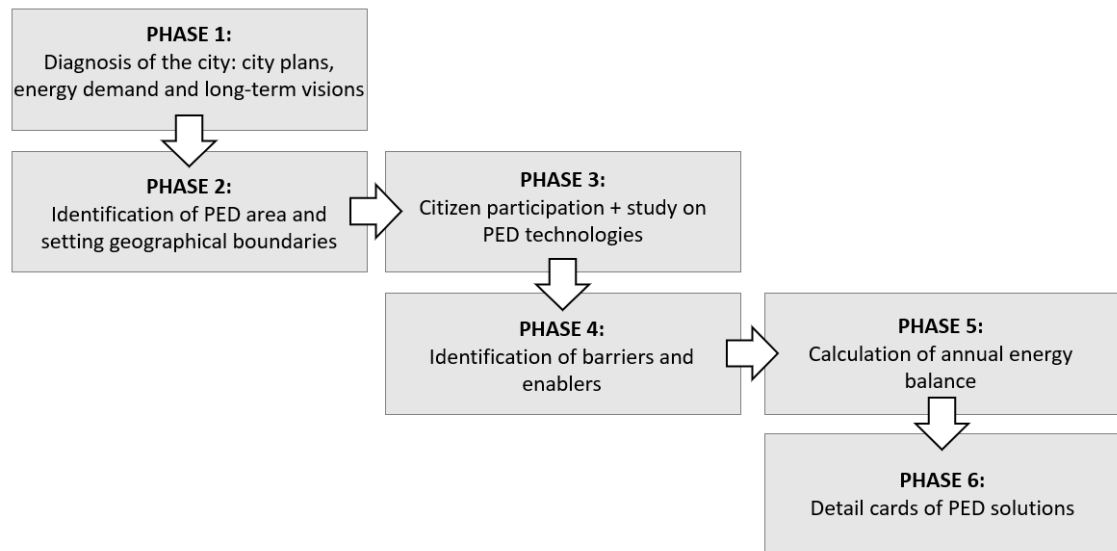 PHASE 1:
Diagnosis of the city: city plans,
energy demand and long-term visions
PHASE 2:
Identification of PED area and
setting geographical boundaries
PHASE 3:
Citizen participation + study on
PED technologies
PHASE 4:
Identification of barriers and
enablers
PHASE 5:
Calculation of annual energy
balance
PHASE 6:
Detail cards of PED solutions